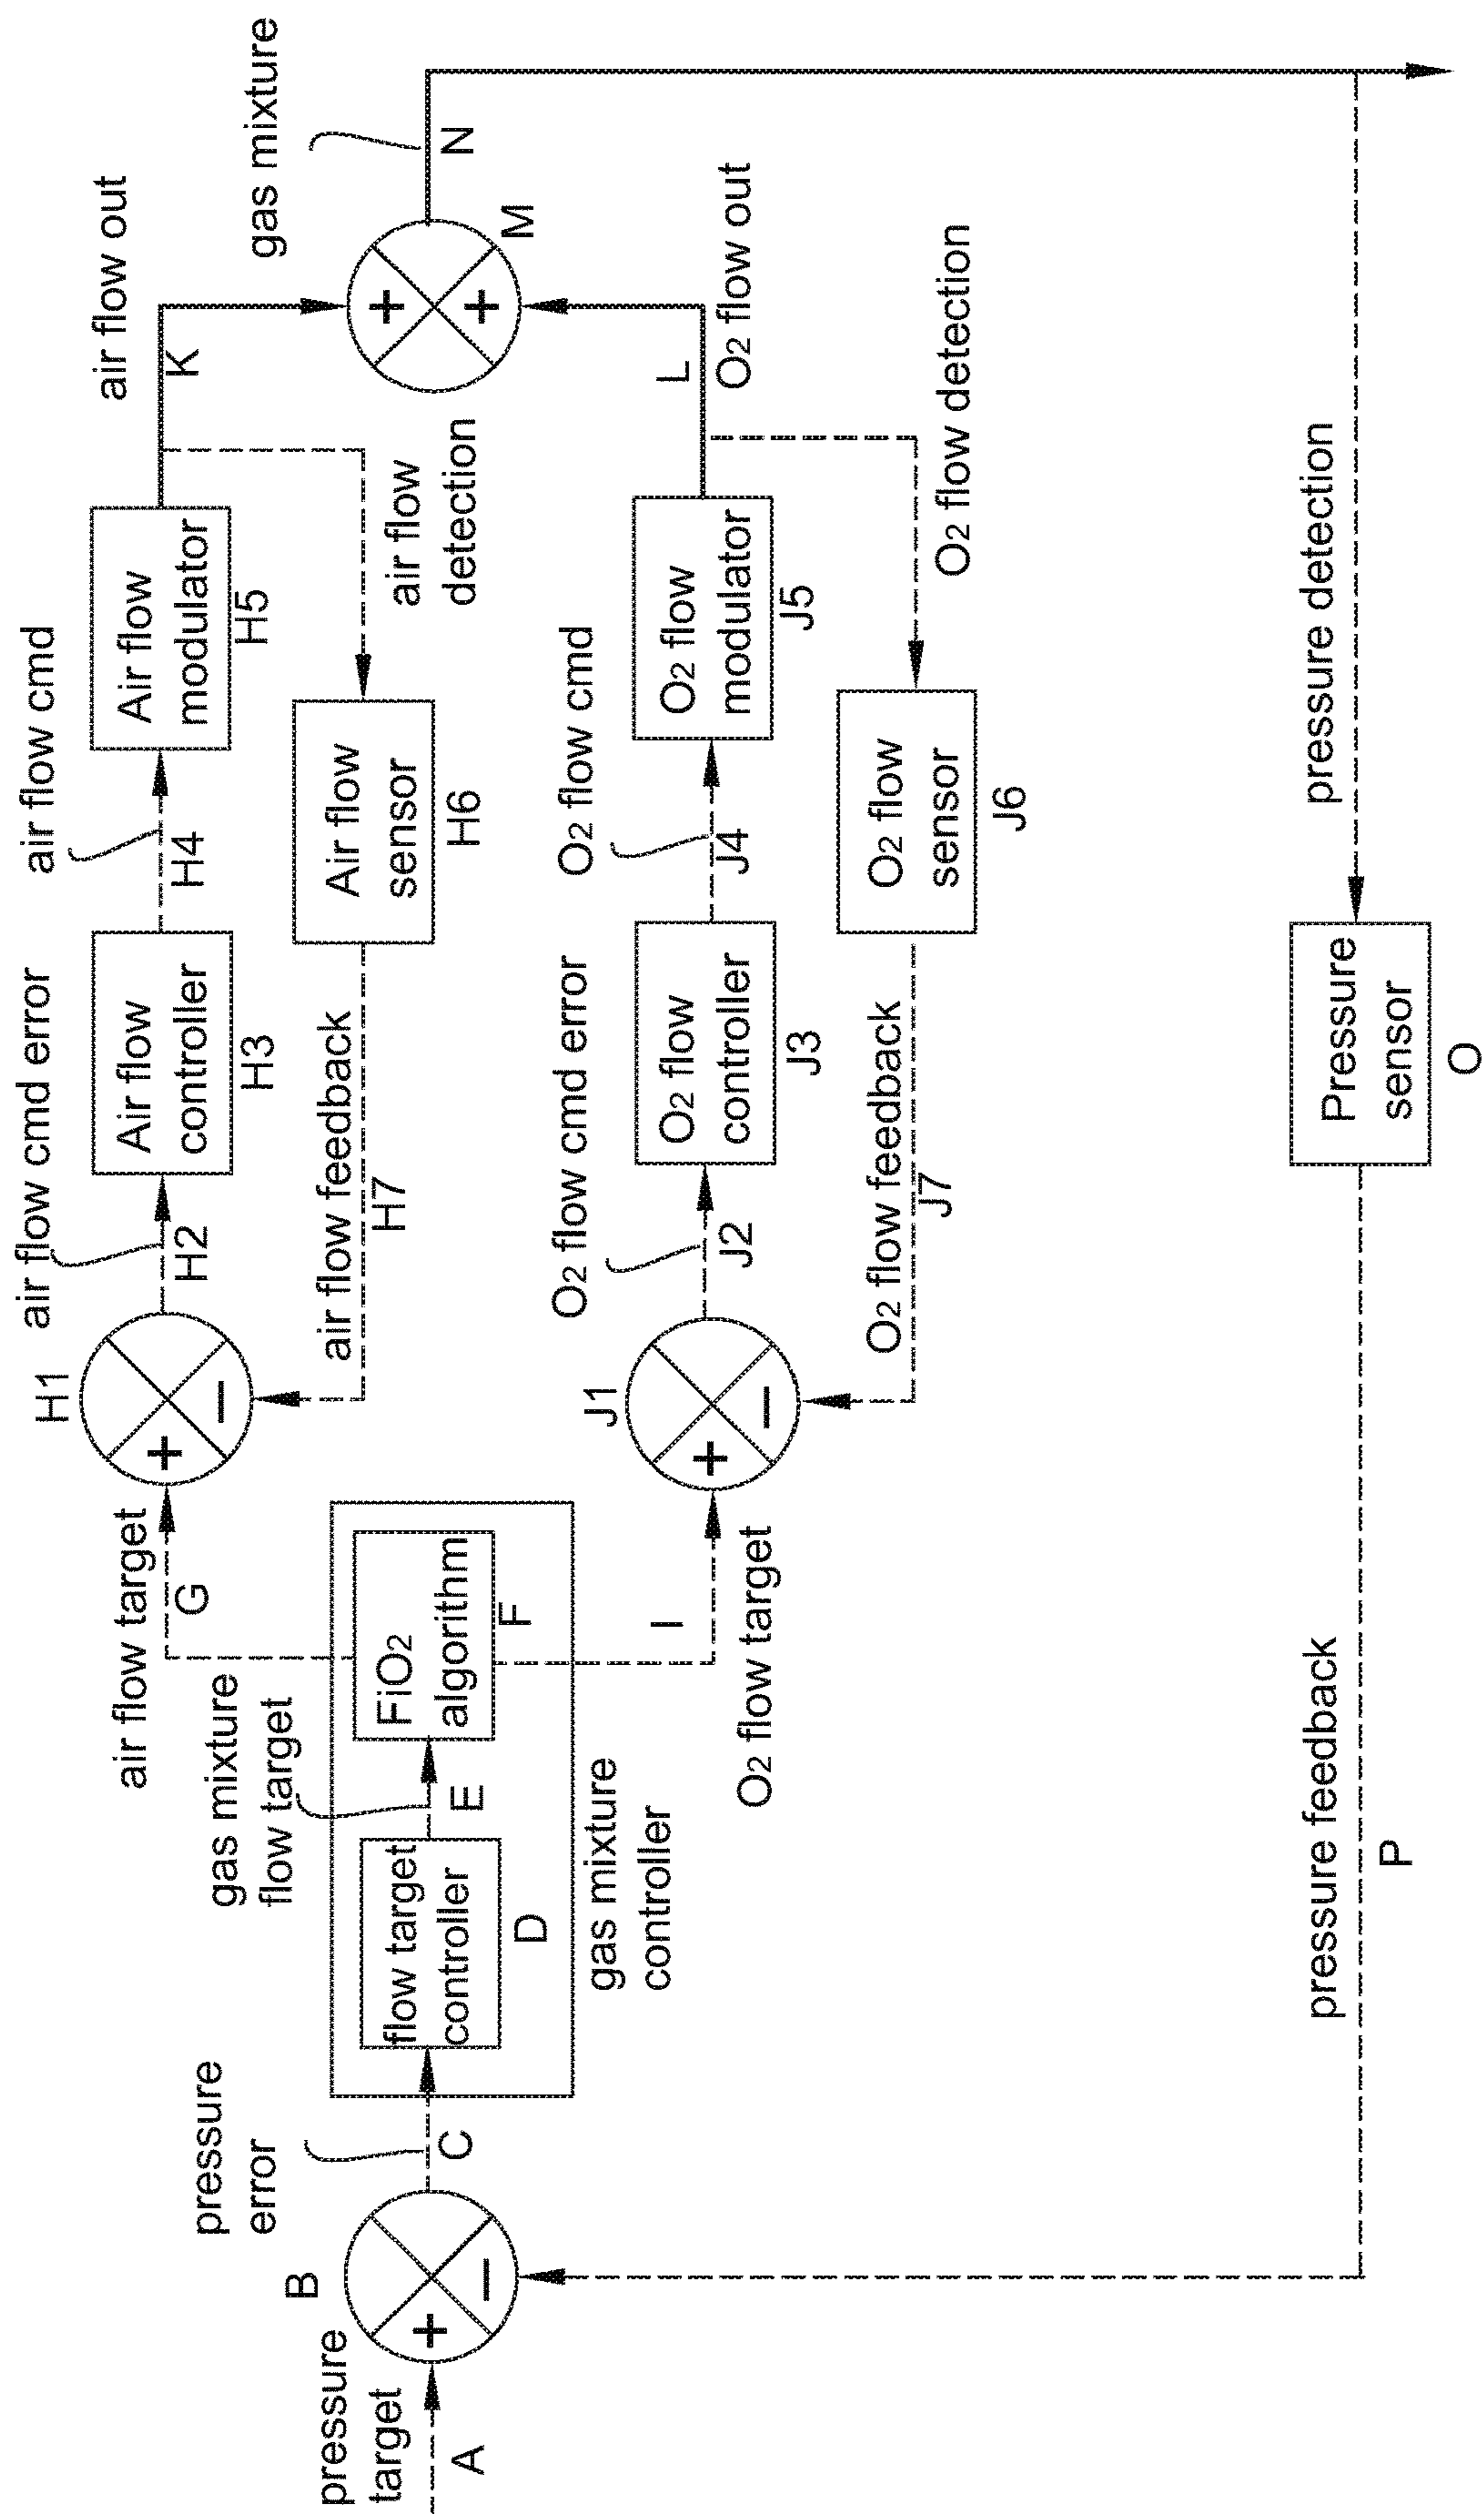 pressure
target
A
B
pressure
error
C
flow target
controller
D
gas mixture
flow target
E
FiO2
algorithm
F
gas mixture
controller
air flow target
G
I
O2 flow target
H1
air flow cmd error
H2
Air flow
controller
H3
air flow cmd
H4
Air flow
modulator
H5
air flow out
K
air flow
detection
Air flow
sensor
H6
air flow feedback
H7
J1
O2 flow cmd error
J2
O2 flow
controller
J3
O2 flow cmd
J4
O2 flow
modulator
J5
L
O2 flow out
O2 flow detection
O2 flow
sensor
J6
O2 flow feedback
J7
M
gas mixture
N
pressure detection
Pressure
sensor
O
pressure feedback
P